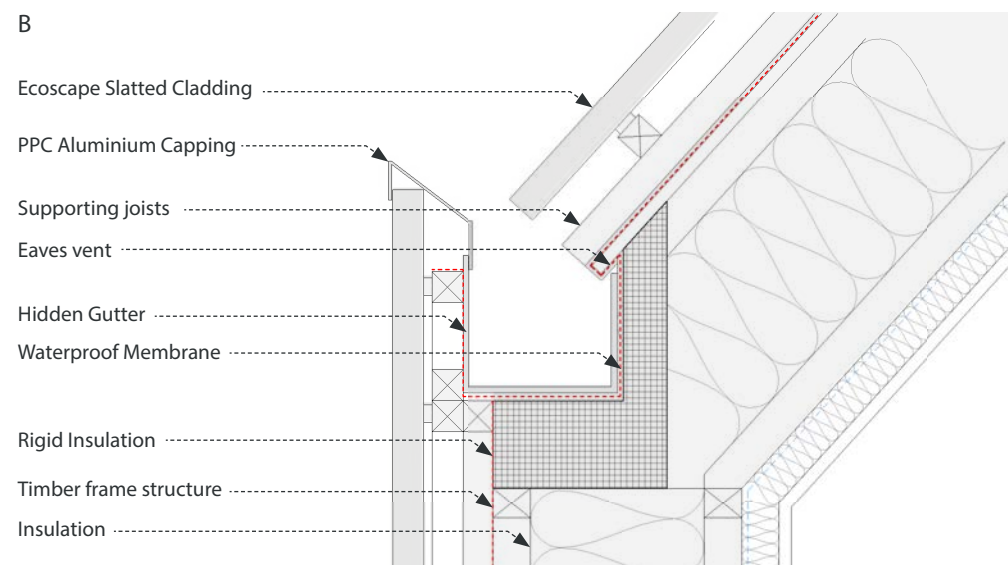 B
Ecoscape Slatted Cladding
PPC Aluminium Capping
Supporting joists
Eaves vent
Hidden Gutter
Waterproof Membrane
Rigid Insulation
Timber frame structure
Insulation